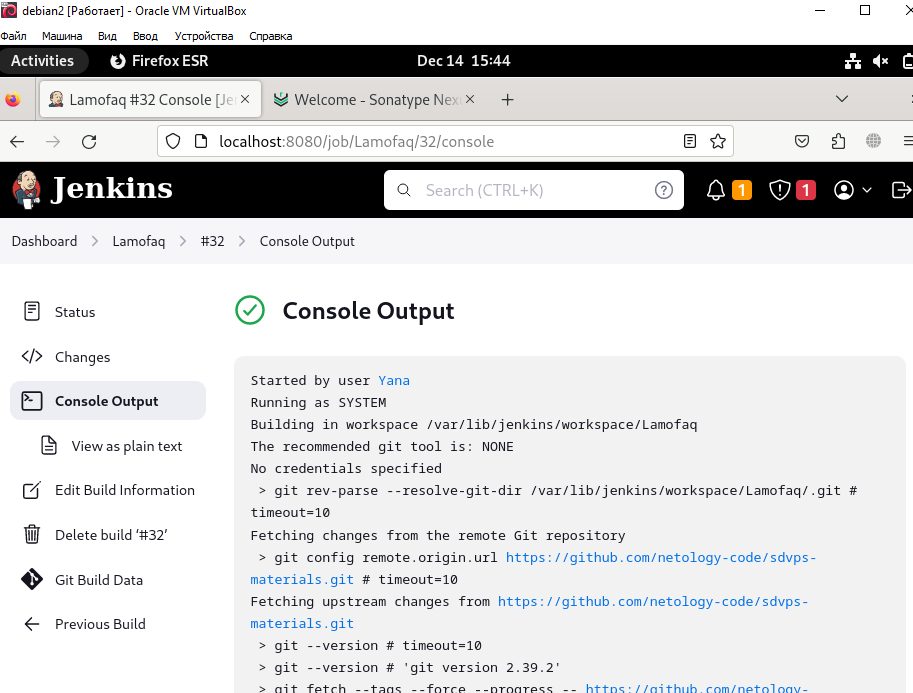 debian2 [Работает] - Oracle VM VirtualBox
Файл Машина Вид Ввод Устройства Справка
Activities Firefox ESR Dec 14 15:44
Lamofaq #32 Console [Jen Welcome - Sonatype Nexu
localhost:8080/job/Lamofaq/32/console
Jenkins Search (CTRL+K) 1 1
Dashboard Lamofaq #32 Console Output
Status
Changes
Console Output
View as plain text
Edit Build Information
Delete build ‘#32’
Git Build Data
Previous Build
Console Output
Started by user Yana
Running as SYSTEM
Building in workspace /var/lib/jenkins/workspace/Lamofaq
The recommended git tool is: NONE
No credentials specified
> git rev-parse --resolve-git-dir /var/lib/jenkins/workspace/Lamofaq/.git #
timeout=10
Fetching changes from the remote Git repository
> git config remote.origin.url https://github.com/netology-code/sdvps-
materials.git # timeout=10
Fetching upstream changes from https://github.com/netology-code/sdvps-
materials.git
> git --version # timeout=10
> git --version # 'git version 2.39.2'
> git fetch --tags --force --progress -- https://github.com/netology-